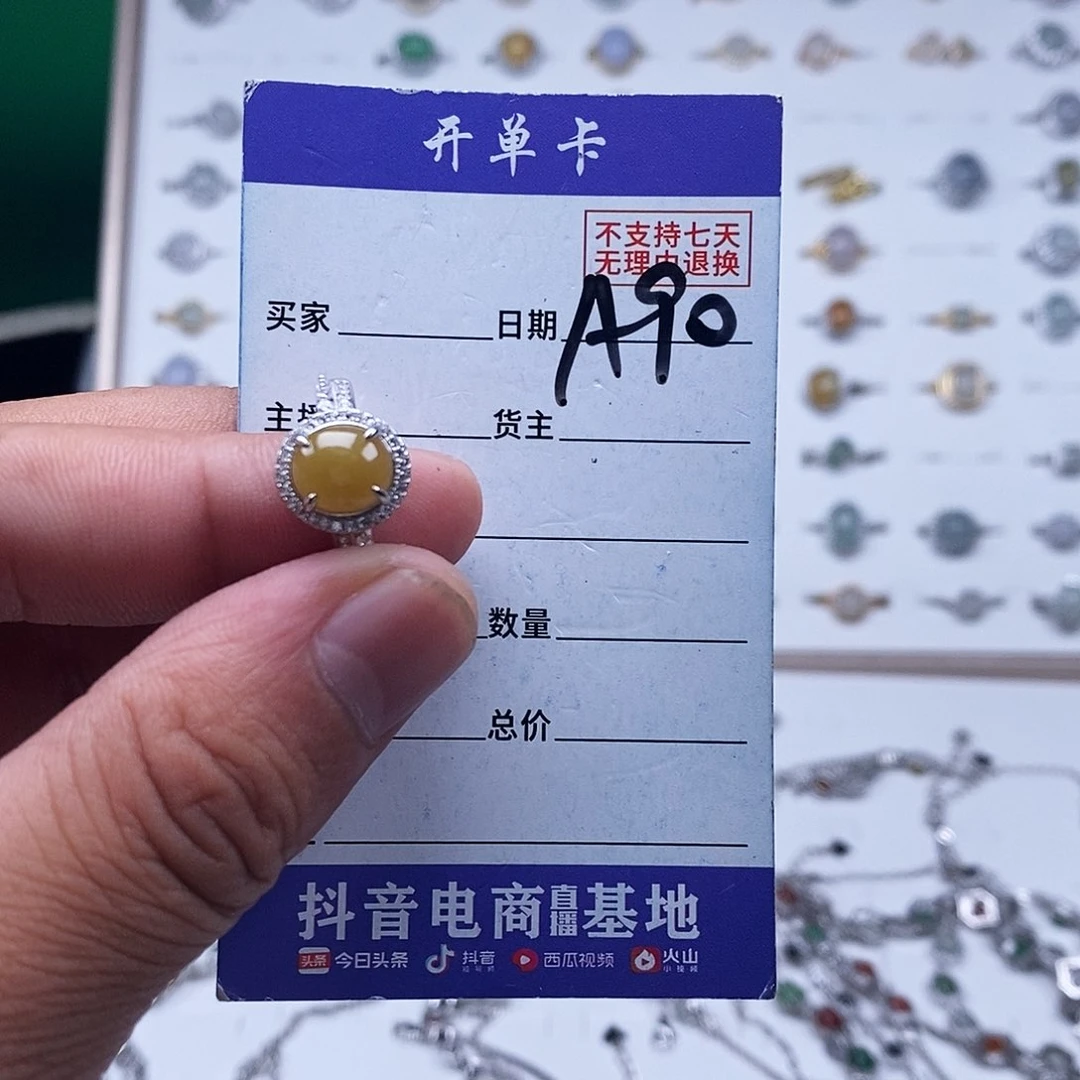 开单卡
不支持七天
无理由退换
买家 日期 A90
主播 货主
数量
总价
抖音电商直播基地
今日头条 抖音 西瓜视频 火山